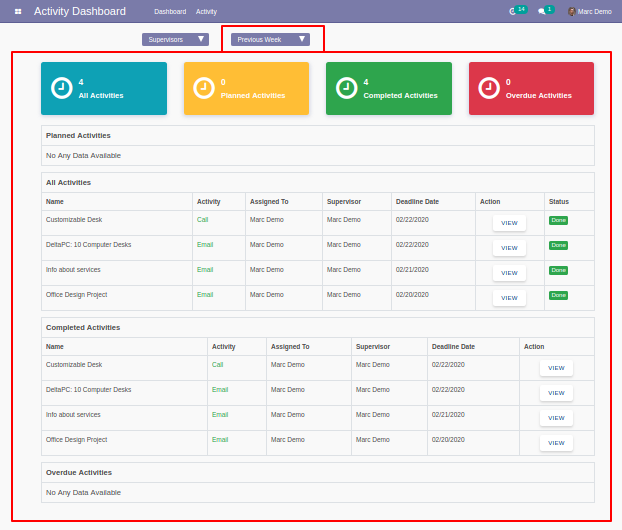 Activity Dashboard Dashboard Activity 14 1 Marc Demo
Supervisors Previous Week
4
All Activities
0
Planned Activities
4
Completed Activities
0
Overdue Activities
Planned Activities
No Any Data Available
All Activities
Name Activity Assigned To Supervisor Deadline Date Action Status
Customizable Desk Call Marc Demo Marc Demo 02/22/2020 VIEW Done
DeltaPC: 10 Computer Desks Email Marc Demo Marc Demo 02/22/2020 VIEW Done
Info about services Email Marc Demo Marc Demo 02/21/2020 VIEW Done
Office Design Project Email Marc Demo Marc Demo 02/20/2020 VIEW Done
Completed Activities
Name Activity Assigned To Supervisor Deadline Date Action
Customizable Desk Call Marc Demo Marc Demo 02/22/2020 VIEW
DeltaPC: 10 Computer Desks Email Marc Demo Marc Demo 02/22/2020 VIEW
Info about services Email Marc Demo Marc Demo 02/21/2020 VIEW
Office Design Project Email Marc Demo Marc Demo 02/20/2020 VIEW
Overdue Activities
No Any Data Available